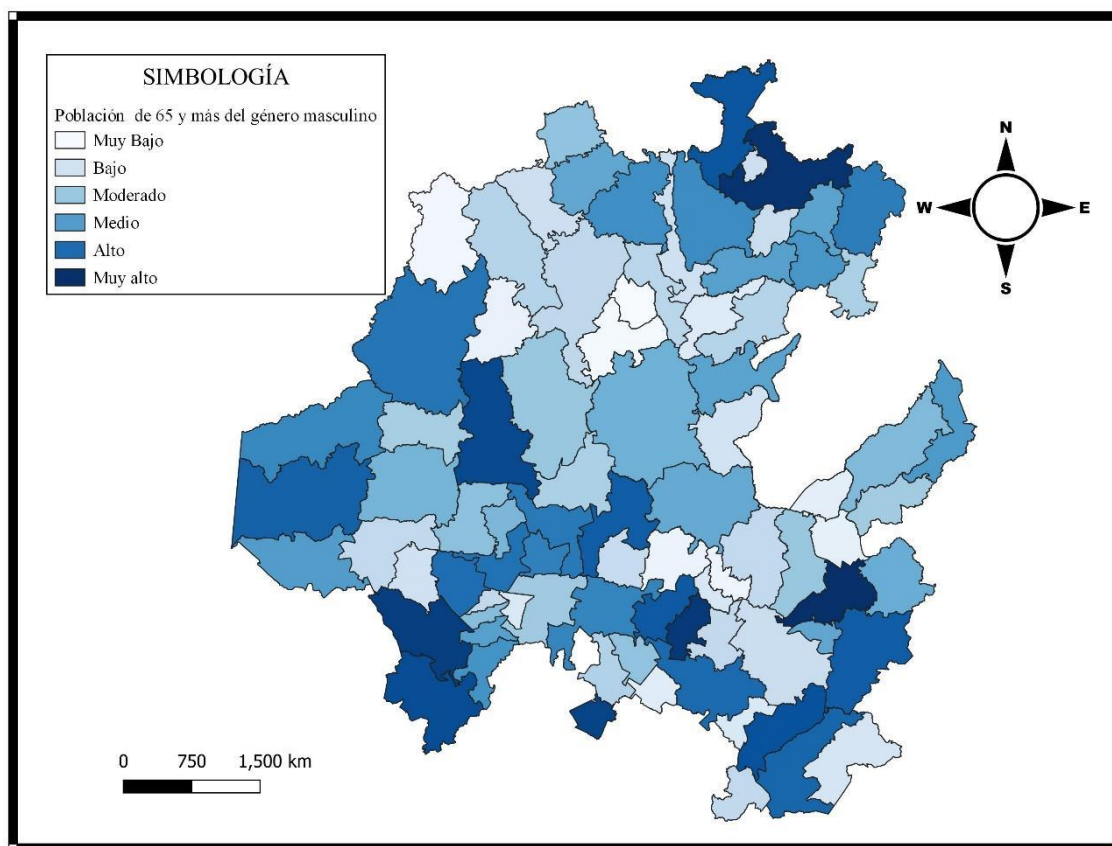 SIMBOLOGÍA
Población de 65 y más del género masculino
Muy Bajo
Bajo
Moderado
Medio
Alto
Muy alto
N
W E
S
0 750 1,500 km